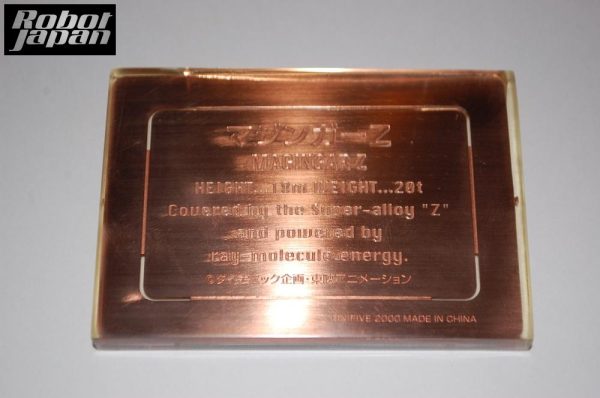 Robot
Japan
マジンガーZ
MAZINGAR Z
HEIGHT...18m WEIGHT...20t
Covered by the Super-alloy "Z"
and powered by
ray molecule energy.
©ダイナミック企画・東映アニメーション
UNIFIVE 2000 MADE IN CHINA